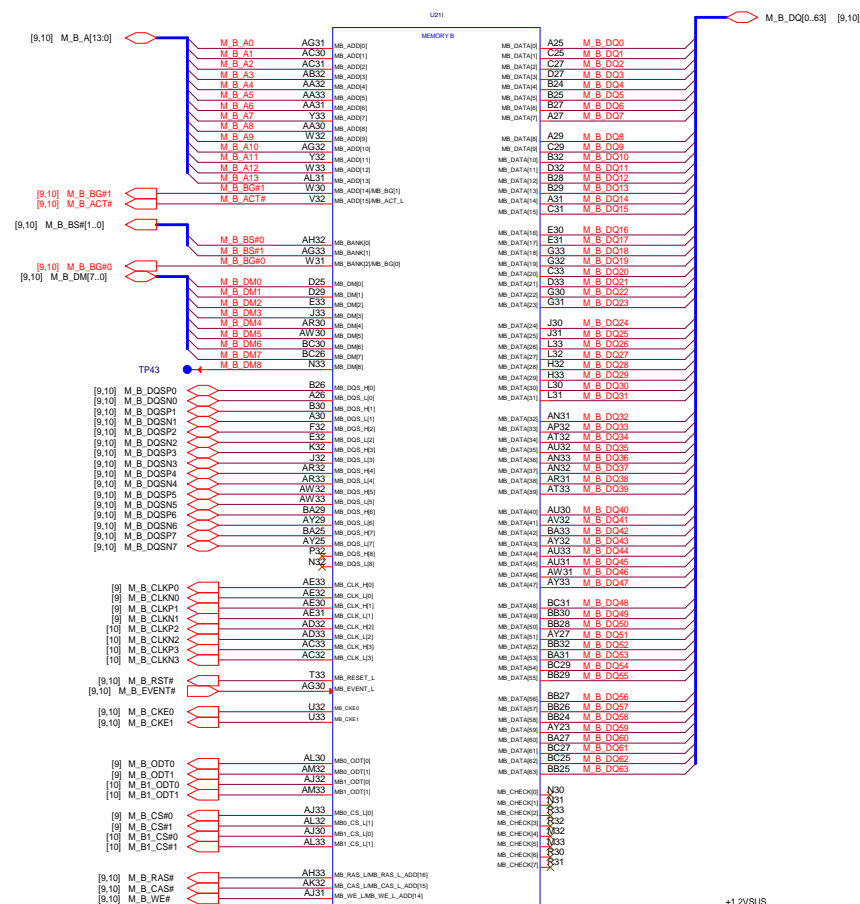 U21I
M_B_DQ[0..63] [9,10]
MEMORY B
[9,10] M_B_A[13:0]
M_B_A0 AG31 MB_ADD[0]
M_B_A1 AC30 MB_ADD[1]
M_B_A2 AC31 MB_ADD[2]
M_B_A3 AB32 MB_ADD[3]
M_B_A4 AA32 MB_ADD[4]
M_B_A5 AA33 MB_ADD[5]
M_B_A6 AA31 MB_ADD[6]
M_B_A7 Y33 MB_ADD[7]
M_B_A8 AA30 MB_ADD[8]
M_B_A9 W32 MB_ADD[9]
M_B_A10 AG32 MB_ADD[10]
M_B_A11 Y32 MB_ADD[11]
M_B_A12 W33 MB_ADD[12]
M_B_A13 AL31 MB_ADD[13]
[9,10] M_B_BG#1 M_B_BG#1 W30 MB_ADD[14]/MB_BG[1]
[9,10] M_B_ACT# M_B_ACT# V32 MB_ADD[15]/MB_ACT_L
[9,10] M_B_BS#[1..0]
M_B_BS#0 AH32 MB_BANK[0]
M_B_BS#1 AG33 MB_BANK[1]
[9,10] M_B_BG#0 M_B_BG#0 W31 MB_BANK[2]/MB_BG[0]
[9,10] M_B_DM[7..0]
M_B_DM0 D25 MB_DM[0]
M_B_DM1 D29 MB_DM[1]
M_B_DM2 E33 MB_DM[2]
M_B_DM3 J33 MB_DM[3]
M_B_DM4 AR30 MB_DM[4]
M_B_DM5 AW30 MB_DM[5]
M_B_DM6 BC30 MB_DM[6]
M_B_DM7 BC26 MB_DM[7]
TP43 M_B_DM8 N33 MB_DM[8]
[9,10] M_B_DQSP0 B26 MB_DQS_H[0]
[9,10] M_B_DQSN0 A26 MB_DQS_L[0]
[9,10] M_B_DQSP1 B30 MB_DQS_H[1]
[9,10] M_B_DQSN1 A30 MB_DQS_L[1]
[9,10] M_B_DQSP2 F32 MB_DQS_H[2]
[9,10] M_B_DQSN2 E32 MB_DQS_L[2]
[9,10] M_B_DQSP3 K32 MB_DQS_H[3]
[9,10] M_B_DQSN3 J32 MB_DQS_L[3]
[9,10] M_B_DQSP4 AR32 MB_DQS_H[4]
[9,10] M_B_DQSN4 AR33 MB_DQS_L[4]
[9,10] M_B_DQSP5 AW32 MB_DQS_H[5]
[9,10] M_B_DQSN5 AW33 MB_DQS_L[5]
[9,10] M_B_DQSP6 BA29 MB_DQS_H[6]
[9,10] M_B_DQSN6 AY29 MB_DQS_L[6]
[9,10] M_B_DQSP7 BA25 MB_DQS_H[7]
[9,10] M_B_DQSN7 AY25 MB_DQS_L[7]
P32 MB_DQS_H[8]
N32 MB_DQS_L[8]
[9] M_B_CLKP0 AE33 MB_CLK_H[0]
[9] M_B_CLKN0 AE32 MB_CLK_L[0]
[9] M_B_CLKP1 AE30 MB_CLK_H[1]
[9] M_B_CLKN1 AE31 MB_CLK_L[1]
[10] M_B_CLKP2 AD32 MB_CLK_H[2]
[10] M_B_CLKN2 AD33 MB_CLK_L[2]
[10] M_B_CLKP3 AC33 MB_CLK_H[3]
[10] M_B_CLKN3 AC32 MB_CLK_L[3]
[9,10] M_B_RST# T33 MB_RESET_L
[9,10] M_B_EVENT# AG30 MB_EVENT_L
[9,10] M_B_CKE0 U32 MB_CKE0
[9,10] M_B_CKE1 U33 MB_CKE1
[9] M_B_ODT0 AL30 MB0_ODT[0]
[9] M_B_ODT1 AM32 MB0_ODT[1]
[10] M_B1_ODT0 AJ32 MB1_ODT[0]
[10] M_B1_ODT1 AM33 MB1_ODT[1]
[9] M_B_CS#0 AJ33 MB0_CS_L[0]
[9] M_B_CS#1 AL32 MB0_CS_L[1]
[10] M_B1_CS#0 AJ30 MB1_CS_L[0]
[10] M_B1_CS#1 AL33 MB1_CS_L[1]
[9,10] M_B_RAS# AH33 MB_RAS_L/MB_RAS_L_ADD[16]
[9,10] M_B_CAS# AK32 MB_CAS_L/MB_CAS_L_ADD[15]
[9,10] M_B_WE# AJ31 MB_WE_L/MB_WE_L_ADD[14]
MB_DATA[0] A25 M_B_DQ0
MB_DATA[1] C25 M_B_DQ1
MB_DATA[2] C27 M_B_DQ2
MB_DATA[3] D27 M_B_DQ3
MB_DATA[4] B24 M_B_DQ4
MB_DATA[5] B25 M_B_DQ5
MB_DATA[6] B27 M_B_DQ6
MB_DATA[7] A27 M_B_DQ7
MB_DATA[8] A29 M_B_DQ8
MB_DATA[9] C29 M_B_DQ9
MB_DATA[10] B32 M_B_DQ10
MB_DATA[11] D32 M_B_DQ11
MB_DATA[12] B28 M_B_DQ12
MB_DATA[13] B29 M_B_DQ13
MB_DATA[14] A31 M_B_DQ14
MB_DATA[15] C31 M_B_DQ15
MB_DATA[16] E30 M_B_DQ16
MB_DATA[17] E31 M_B_DQ17
MB_DATA[18] G33 M_B_DQ18
MB_DATA[19] G32 M_B_DQ19
MB_DATA[20] C33 M_B_DQ20
MB_DATA[21] D33 M_B_DQ21
MB_DATA[22] G30 M_B_DQ22
MB_DATA[23] G31 M_B_DQ23
MB_DATA[24] J30 M_B_DQ24
MB_DATA[25] J31 M_B_DQ25
MB_DATA[26] L33 M_B_DQ26
MB_DATA[27] L32 M_B_DQ27
MB_DATA[28] H32 M_B_DQ28
MB_DATA[29] H33 M_B_DQ29
MB_DATA[30] L30 M_B_DQ30
MB_DATA[31] L31 M_B_DQ31
MB_DATA[32] AN31 M_B_DQ32
MB_DATA[33] AP32 M_B_DQ33
MB_DATA[34] AT32 M_B_DQ34
MB_DATA[35] AU32 M_B_DQ35
MB_DATA[36] AN33 M_B_DQ36
MB_DATA[37] AN32 M_B_DQ37
MB_DATA[38] AR31 M_B_DQ38
MB_DATA[39] AT33 M_B_DQ39
MB_DATA[40] AU30 M_B_DQ40
MB_DATA[41] AV32 M_B_DQ41
MB_DATA[42] BA33 M_B_DQ42
MB_DATA[43] AY32 M_B_DQ43
MB_DATA[44] AU33 M_B_DQ44
MB_DATA[45] AU31 M_B_DQ45
MB_DATA[46] AW31 M_B_DQ46
MB_DATA[47] AY33 M_B_DQ47
MB_DATA[48] BC31 M_B_DQ48
MB_DATA[49] BB30 M_B_DQ49
MB_DATA[50] BB28 M_B_DQ50
MB_DATA[51] AY27 M_B_DQ51
MB_DATA[52] BB32 M_B_DQ52
MB_DATA[53] BA31 M_B_DQ53
MB_DATA[54] BC29 M_B_DQ54
MB_DATA[55] BB29 M_B_DQ55
MB_DATA[56] BB27 M_B_DQ56
MB_DATA[57] BB26 M_B_DQ57
MB_DATA[58] BB24 M_B_DQ58
MB_DATA[59] AY23 M_B_DQ59
MB_DATA[60] BA27 M_B_DQ60
MB_DATA[61] BC27 M_B_DQ61
MB_DATA[62] BC25 M_B_DQ62
MB_DATA[63] BB25 M_B_DQ63
MB_CHECK[0] N30
MB_CHECK[1] N31
MB_CHECK[2] R33
MB_CHECK[3] R32
MB_CHECK[4] M32
MB_CHECK[5] M33
MB_CHECK[6] R30
MB_CHECK[7] R31
+1.2VSUS